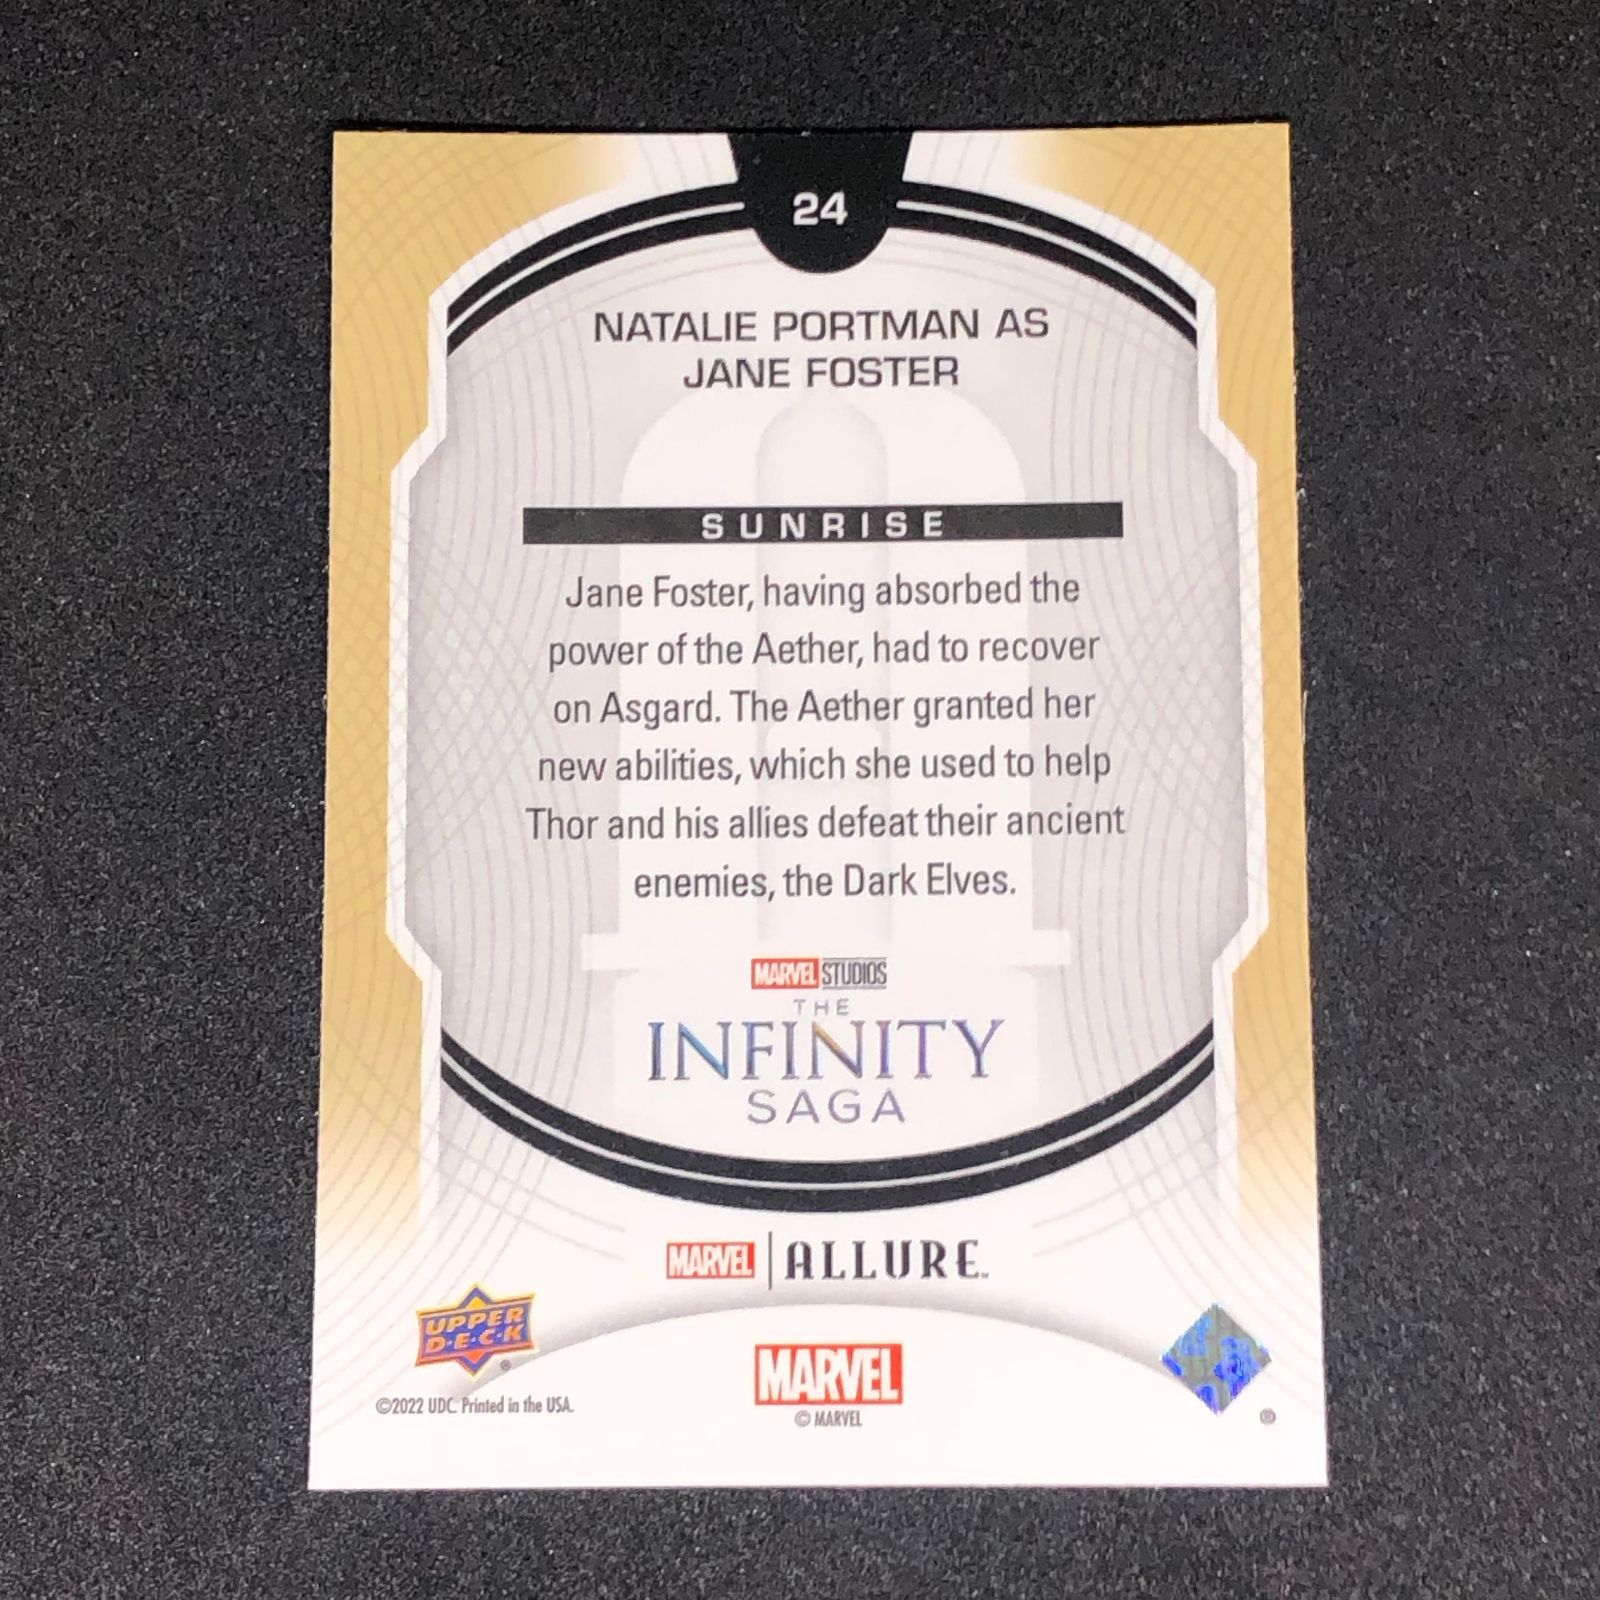 24
NATALIE PORTMAN AS
JANE FOSTER
SUNRISE
Jane Foster, having absorbed the
power of the Aether, had to recover
on Asgard. The Aether granted her
new abilities, which she used to help
Thor and his allies defeat their ancient
enemies, the Dark Elves.
MARVEL STUDIOS
THE
INFINITY
SAGA
MARVEL | ALLURE™
UPPER
D·E·C·K
®
©2022 UDC. Printed in the USA.
MARVEL
© MARVEL
®